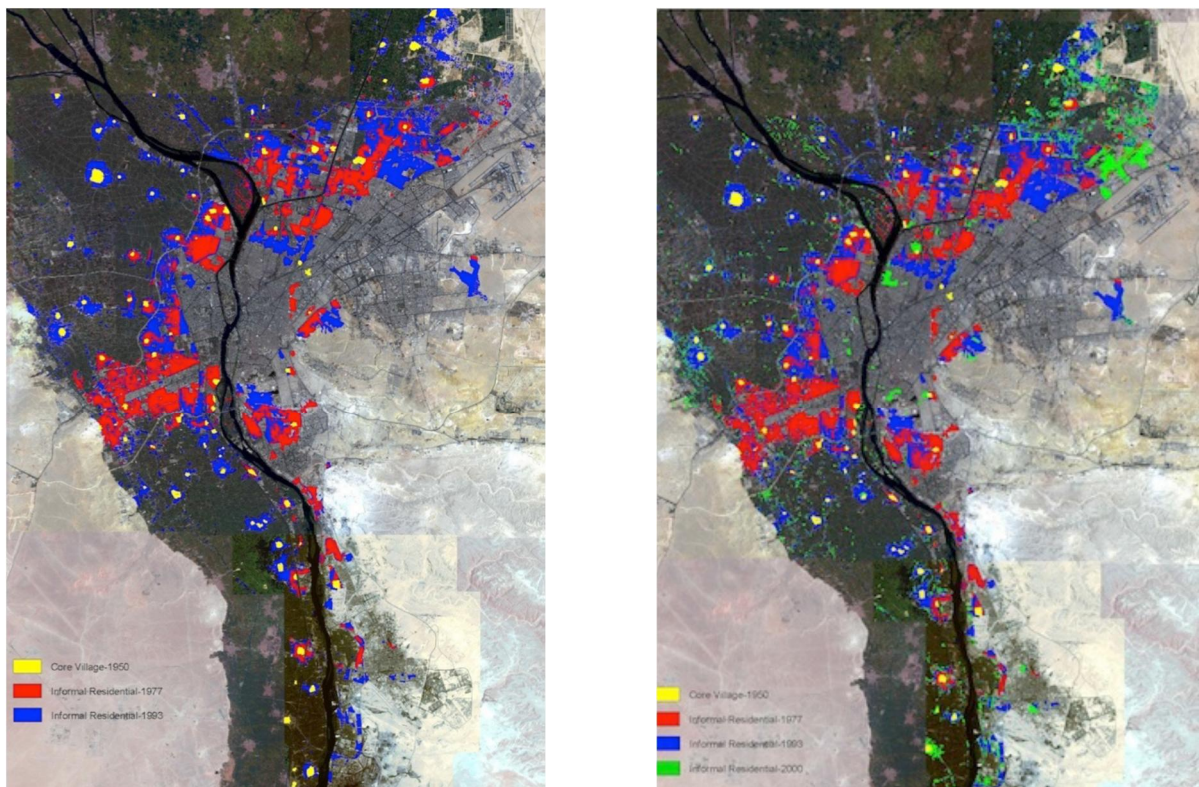 Core Village-1950
Informal Residential-1977
Informal Residential-1993
Core Village-1950
Informal Residential-1977
Informal Residential-1993
Informal Residential-2000